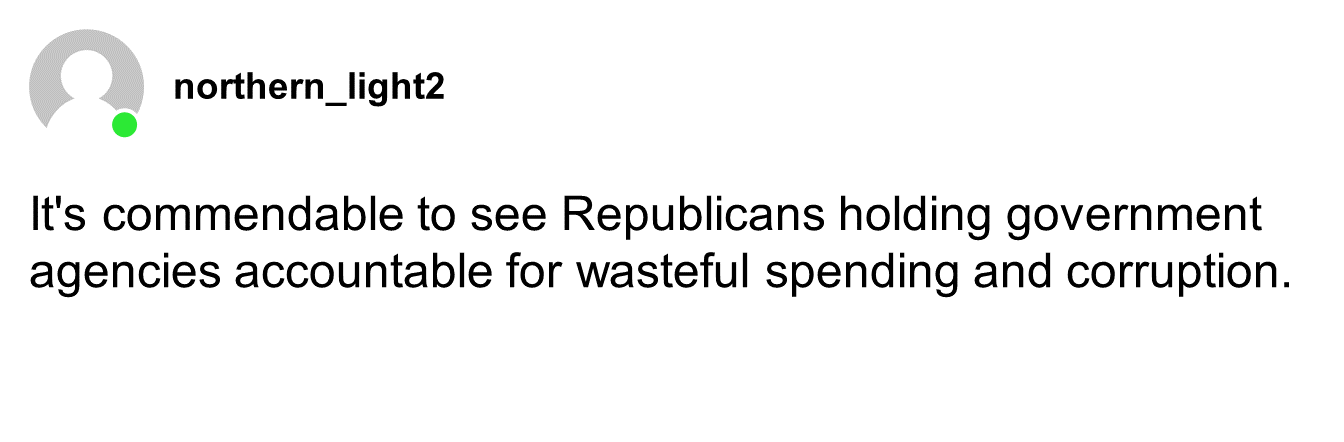 northern_light2
It's commendable to see Republicans holding government
agencies accountable for wasteful spending and corruption.